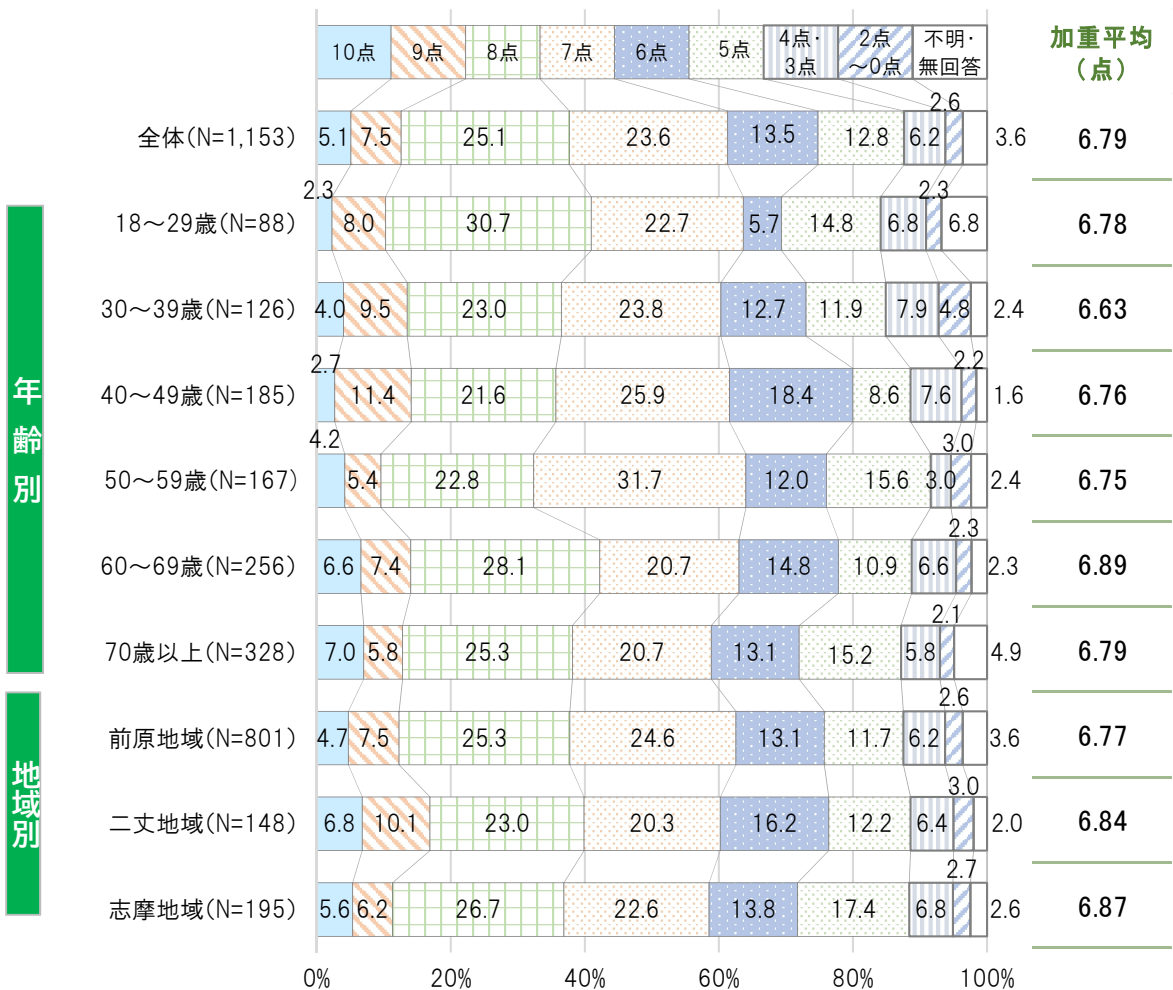 10点 9点 8点 7点 6点 5点 4点・3点 2点～0点 不明・無回答 加重平均（点）
全体(N=1,153) 5.1 7.5 25.1 23.6 13.5 12.8 6.2 2.6 3.6 6.79
年齢別
18～29歳(N=88) 2.3 8.0 30.7 22.7 5.7 14.8 6.8 2.3 6.8 6.78
30～39歳(N=126) 4.0 9.5 23.0 23.8 12.7 11.9 7.9 4.8 2.4 6.63
40～49歳(N=185) 2.7 11.4 21.6 25.9 18.4 8.6 7.6 2.2 1.6 6.76
50～59歳(N=167) 4.2 5.4 22.8 31.7 12.0 15.6 3.0 3.0 2.4 6.75
60～69歳(N=256) 6.6 7.4 28.1 20.7 14.8 10.9 6.6 2.3 2.3 6.89
70歳以上(N=328) 7.0 5.8 25.3 20.7 13.1 15.2 5.8 2.1 4.9 6.79
地域別
前原地域(N=801) 4.7 7.5 25.3 24.6 13.1 11.7 6.2 2.6 3.6 6.77
二丈地域(N=148) 6.8 10.1 23.0 20.3 16.2 12.2 6.4 3.0 2.0 6.84
志摩地域(N=195) 5.6 6.2 26.7 22.6 13.8 17.4 6.8 2.7 2.6 6.87
0% 20% 40% 60% 80% 100%